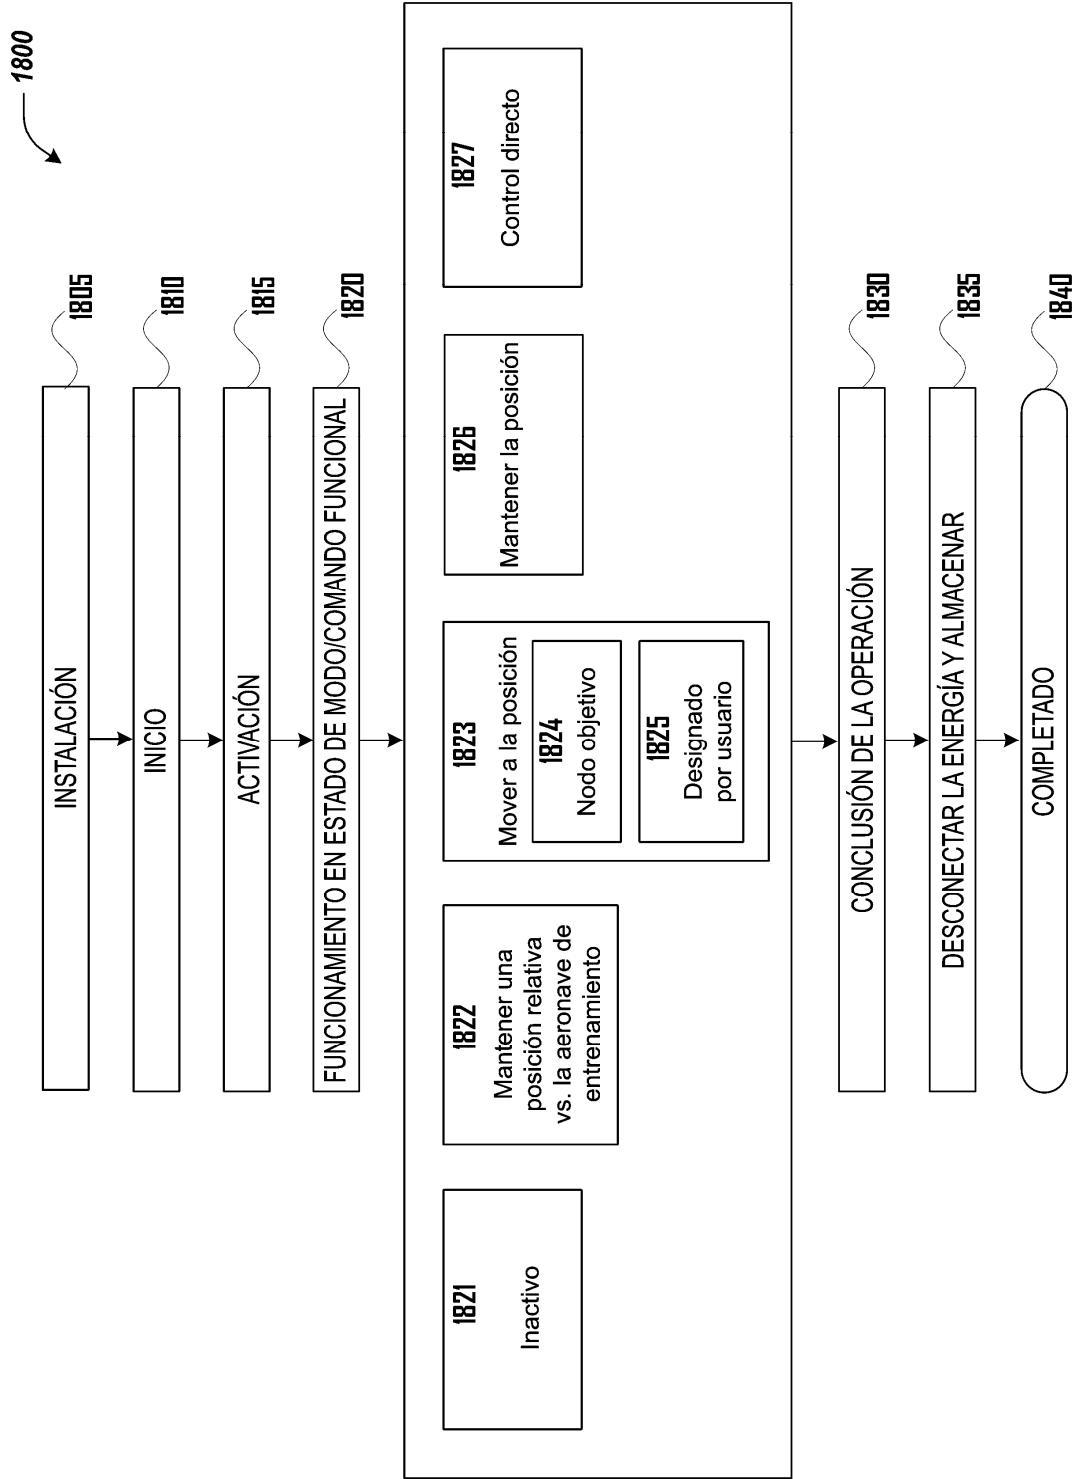 1800
INSTALACIÓN
1805
INICIO
1810
ACTIVACIÓN
1815
FUNCIONAMIENTO EN ESTADO DE MODO/COMANDO FUNCIONAL
1820
1821
Inactivo
1822
Mantener una
posición relativa
vs. la aeronave de
entrenamiento
1823
Mover a la posición
1824
Nodo objetivo
1825
Designado
por usuario
1826
Mantener la posición
1827
Control directo
CONCLUSIÓN DE LA OPERACIÓN
1830
DESCONECTAR LA ENERGÍA Y ALMACENAR
1835
COMPLETADO
1840